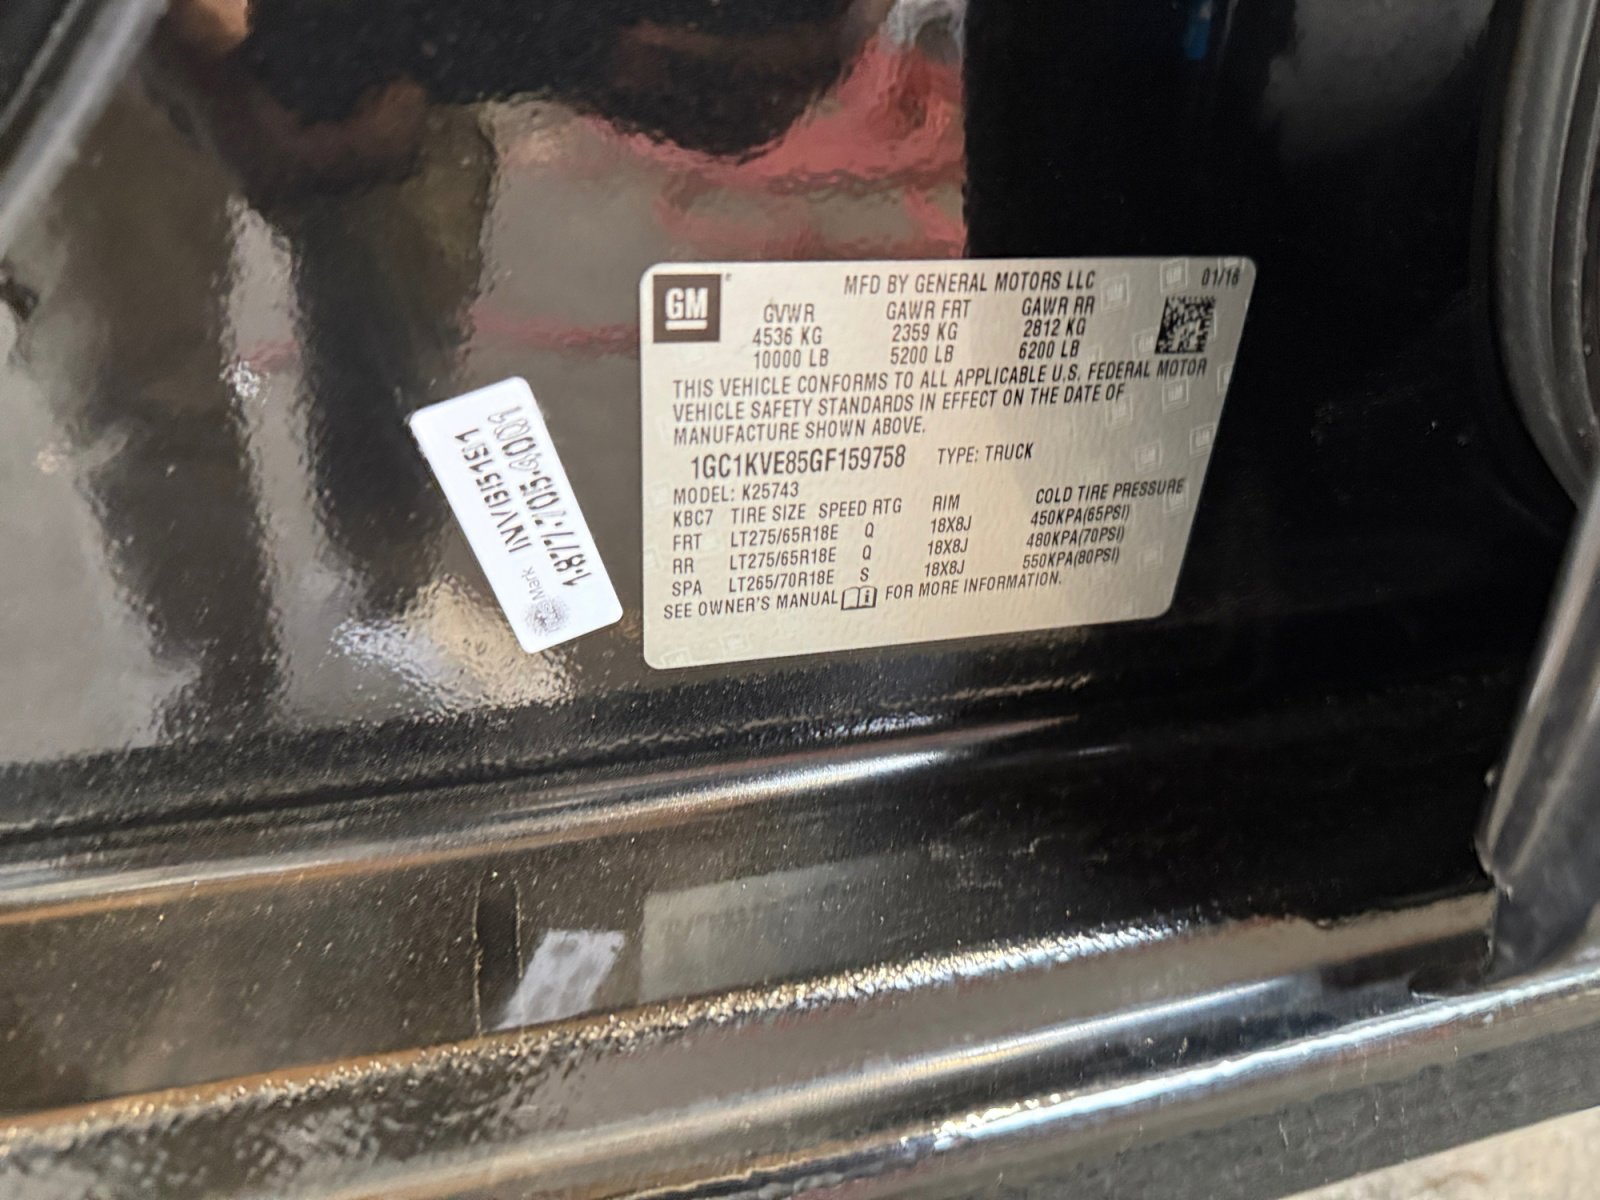 GM
MFD BY GENERAL MOTORS LLC 01/16
GVWR GAWR FRT GAWR RR
4536 KG 2359 KG 2812 KG
10000 LB 5200 LB 6200 LB
THIS VEHICLE CONFORMS TO ALL APPLICABLE U.S. FEDERAL MOTOR
VEHICLE SAFETY STANDARDS IN EFFECT ON THE DATE OF
MANUFACTURE SHOWN ABOVE.
1GC1KVE85GF159758 TYPE: TRUCK
MODEL: K25743
KBC7 TIRE SIZE SPEED RTG RIM COLD TIRE PRESSURE
FRT LT275/65R18E Q 18X8J 450KPA(65PSI)
RR LT275/65R18E Q 18X8J 480KPA(70PSI)
SPA LT265/70R18E S 18X8J 550KPA(80PSI)
SEE OWNER'S MANUAL FOR MORE INFORMATION.
Mark